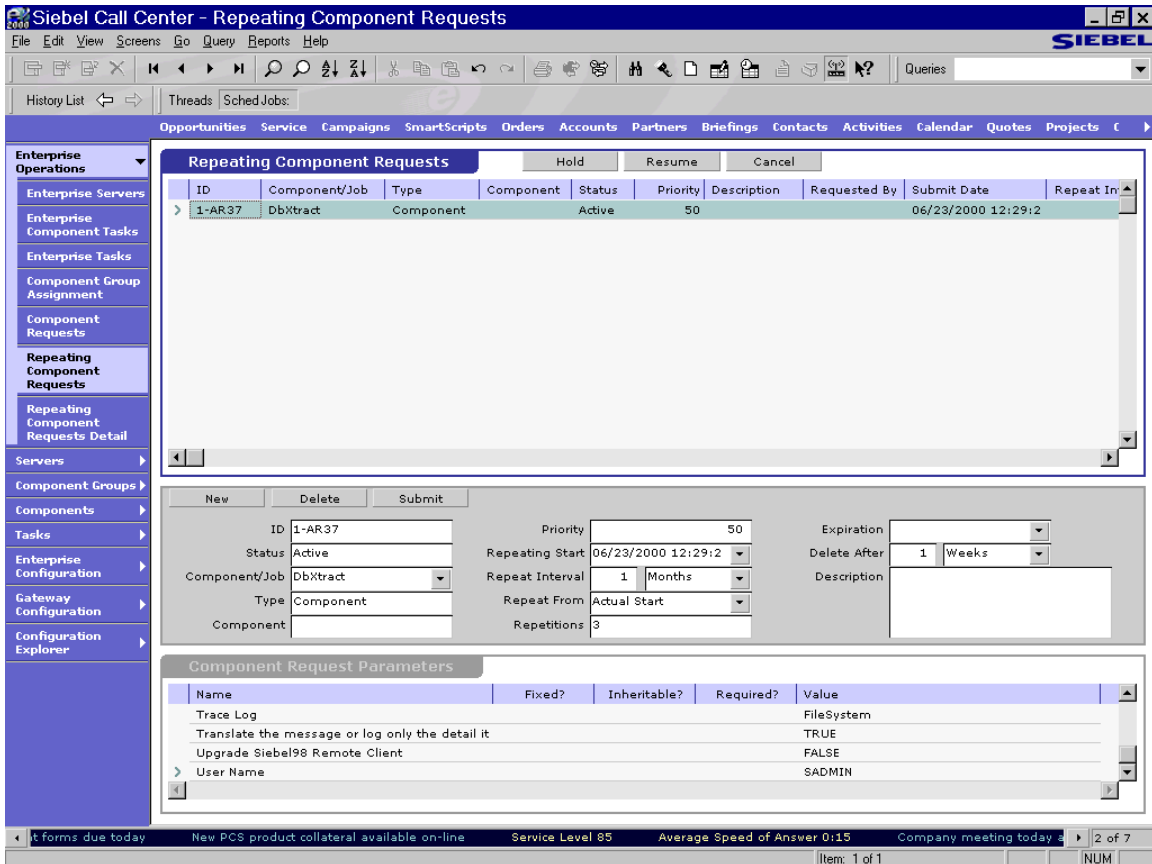 Siebel Call Center - Repeating Component Requests
File Edit View Screens Go Query Reports Help
SIEBEL
Queries
History List
Threads Sched Jobs:
Opportunities Service Campaigns SmartScripts Orders Accounts Partners Briefings Contacts Activities Calendar Quotes Projects
Enterprise
Operations
Enterprise Servers
Enterprise
Component Tasks
Enterprise Tasks
Component Group
Assignment
Component
Requests
Repeating
Component
Requests
Repeating
Component
Requests Detail
Servers
Component Groups
Components
Tasks
Enterprise
Configuration
Gateway
Configuration
Configuration
Explorer
Repeating Component Requests Hold Resume Cancel
ID Component/Job Type Component Status Priority Description Requested By Submit Date Repeat In
1-AR37 DbXtract Component Active 50 06/23/2000 12:29:2
New Delete Submit
ID 1-AR37 Priority 50 Expiration
Status Active Repeating Start 06/23/2000 12:29:2 Delete After 1 Weeks
Component/Job DbXtract Repeat Interval 1 Months Description
Type Component Repeat From Actual Start
Component Repetitions 3
Component Request Parameters
Name Fixed? Inheritable? Required? Value
Trace Log FileSystem
Translate the message or log only the detail it TRUE
Upgrade Siebel98 Remote Client FALSE
User Name SADMIN
t forms due today New PCS product collateral available on-line Service Level 85 Average Speed of Answer 0:15 Company meeting today a 2 of 7
Item: 1 of 1 NUM